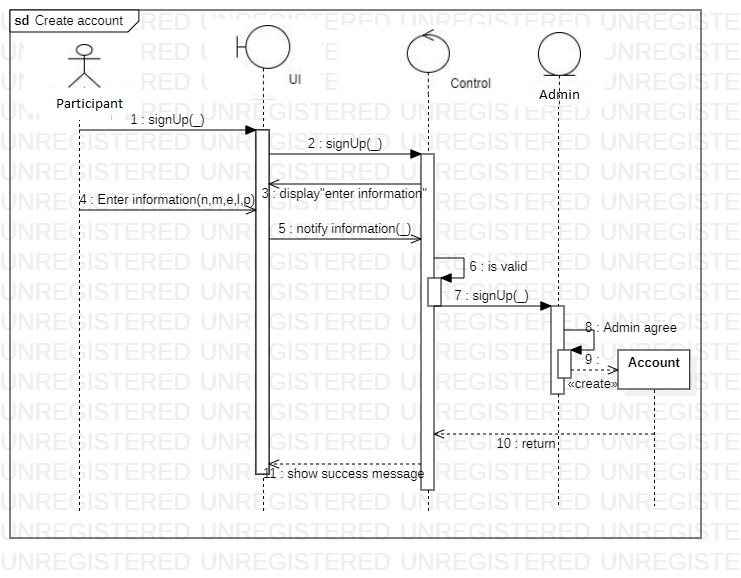 sd Create account
UI
Control
Participant
Admin
1 : signUp(_)
2 : signUp(_)
3 : display"enter information"
4 : Enter information(n,m,e,l,p)
5 : notify information(_)
6 : is valid
7 : signUp(_)
8 : Admin agree
9 :
Account
«create»
10 : return
11 : show success message
UNREGISTERED UNREGISTERED UNREGISTERED UNREGISTERED